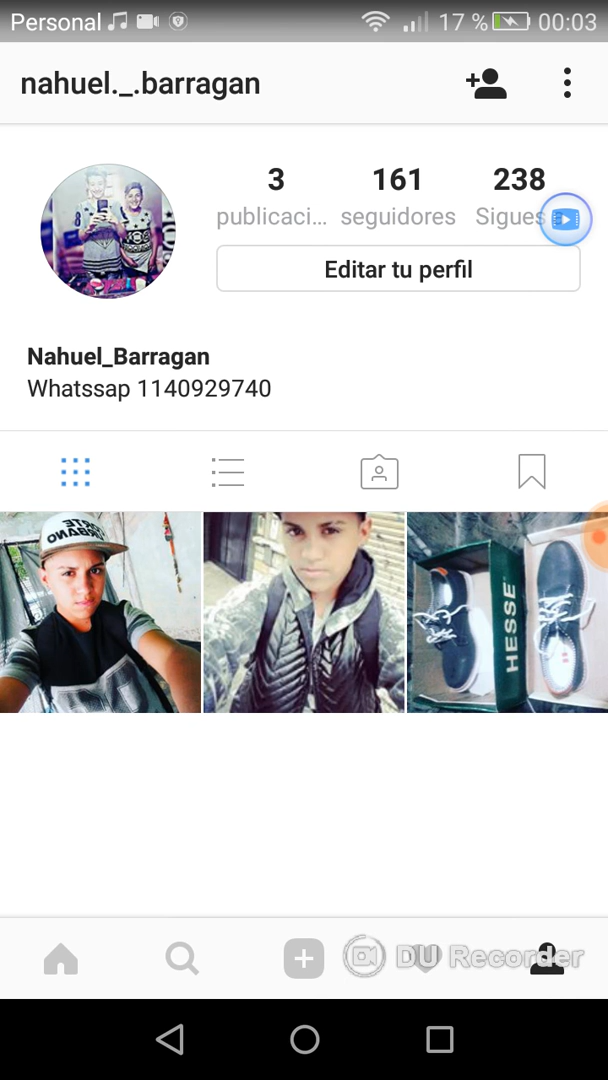 Personal 17 % 00:03
nahuel._.barragan
3 161 238
publicaci... seguidores Sigues
Editar tu perfil
Nahuel_Barragan
Whatssap 1140929740
HESSE
DU Recorder